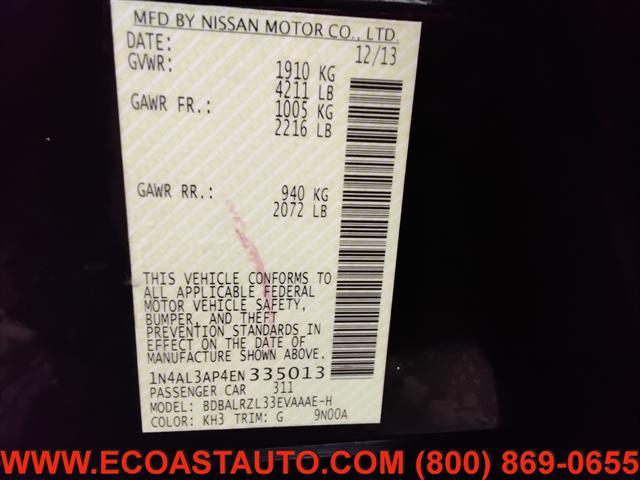 MFD BY NISSAN MOTOR CO., LTD.
DATE: 12/13
GVWR: 1910 KG
4211 LB
GAWR FR.: 1005 KG
2216 LB
GAWR RR.: 940 KG
2072 LB
THIS VEHICLE CONFORMS TO
ALL APPLICABLE FEDERAL
MOTOR VEHICLE SAFETY,
BUMPER, AND THEFT
PREVENTION STANDARDS IN
EFFECT ON THE DATE OF
MANUFACTURE SHOWN ABOVE.
1N4AL3AP4EN 335013
PASSENGER CAR 311
MODEL: BDBALRZL33EVAAAE-H
COLOR: KH3 TRIM: G 9N00A
WWW.ECOASTAUTO.COM (800) 869-0655